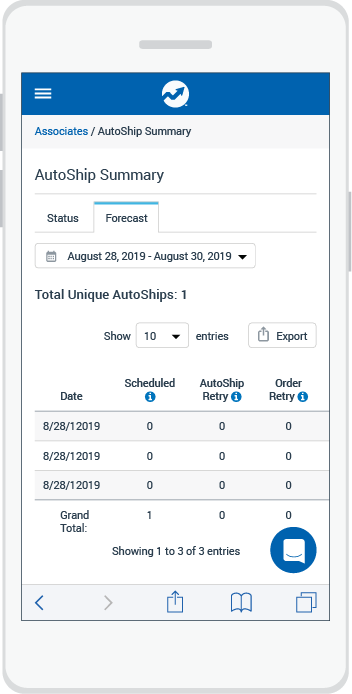 Associates / AutoShip Summary
AutoShip Summary
Status Forecast
August 28, 2019 - August 30, 2019
Total Unique AutoShips: 1
Show 10 entries Export
Date Scheduled AutoShip Retry Order Retry
8/28/12019 0 0 0
8/28/12019 0 0 0
8/28/12019 0 0 0
Grand Total: 1 0 0
Showing 1 to 3 of 3 entries